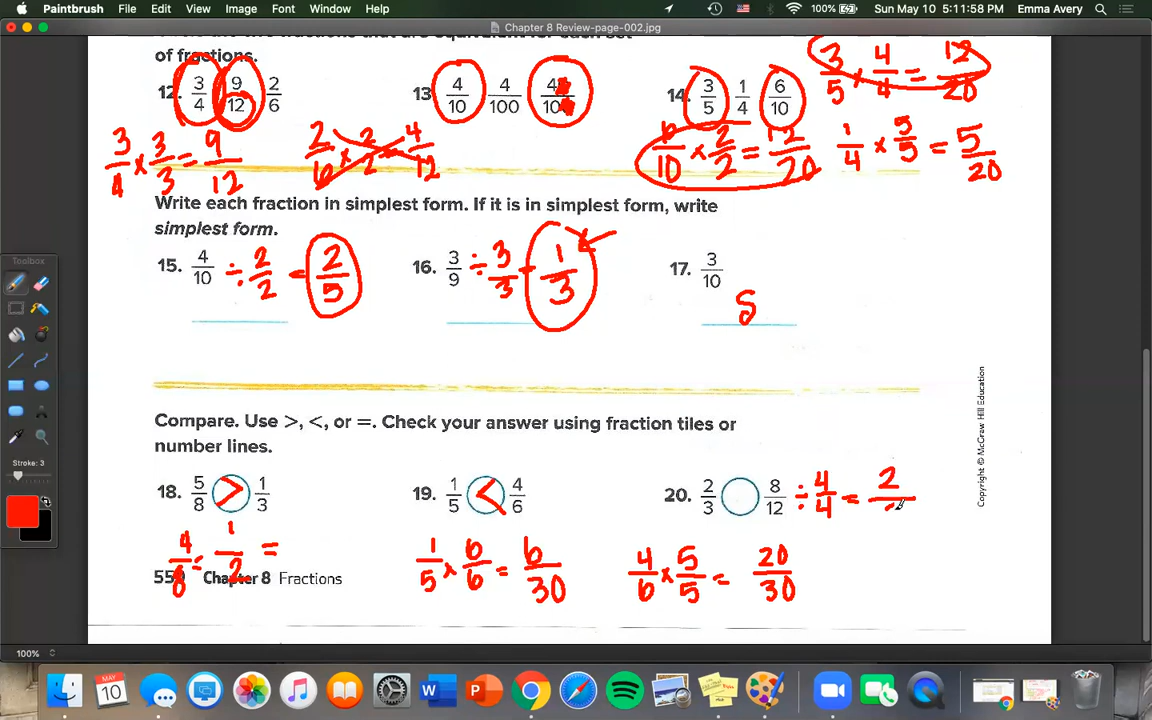 Paintbrush File Edit View Image Font Window Help 100% Sun May 10 5:11:58 PM Emma Avery
Chapter 8 Review-page-002.jpg
of fractions.
12. 3/4 9/12 2/6
13 4/10 4/100
14. 3/5 1/4 6/10
3/5 × 4/4 = 12/20
3/4 × 3/3 = 9/12
6/10 × 2/2 = 12/20
1/4 × 5/5 = 5/20
Write each fraction in simplest form. If it is in simplest form, write
simplest form.
15. 4/10 ÷ 2/2 = 2/5
16. 3/9 ÷ 3/3 = 1/3
17. 3/10 S
Toolbox
Stroke: 3
Copyright © McGraw Hill Education
Compare. Use >, <, or =. Check your answer using fraction tiles or
number lines.
18. 5/8 > 1/3
19. 1/5 < 4/6
20. 2/3 8/12 ÷ 4/4 = 2
4/8 = 1/2 =
1/5 × 6/6 = 6/30
4/6 × 5/5 = 20/30
Chapter 8 Fractions
100%
MAY
10